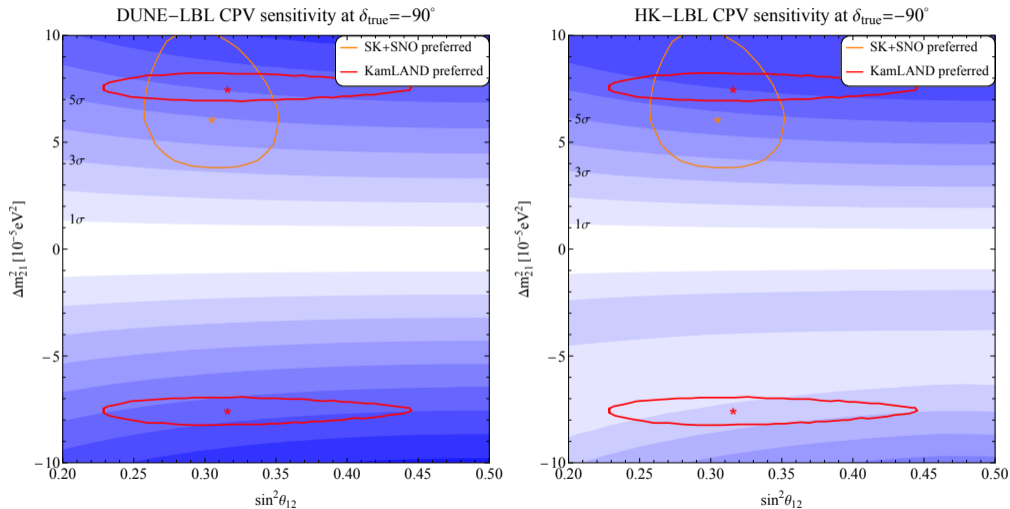 DUNE−LBL CPV sensitivity at δtrue=−90°
SK+SNO preferred
KamLAND preferred
5σ
3σ
1σ
10
5
0
−5
−10
Δm²₂₁ [10⁻⁵eV²]
0.20 0.25 0.30 0.35 0.40 0.45 0.50
sin²θ₁₂
HK−LBL CPV sensitivity at δtrue=−90°
SK+SNO preferred
KamLAND preferred
5σ
3σ
1σ
10
5
0
−5
−10
Δm²₂₁ [10⁻⁵eV²]
0.20 0.25 0.30 0.35 0.40 0.45 0.50
sin²θ₁₂